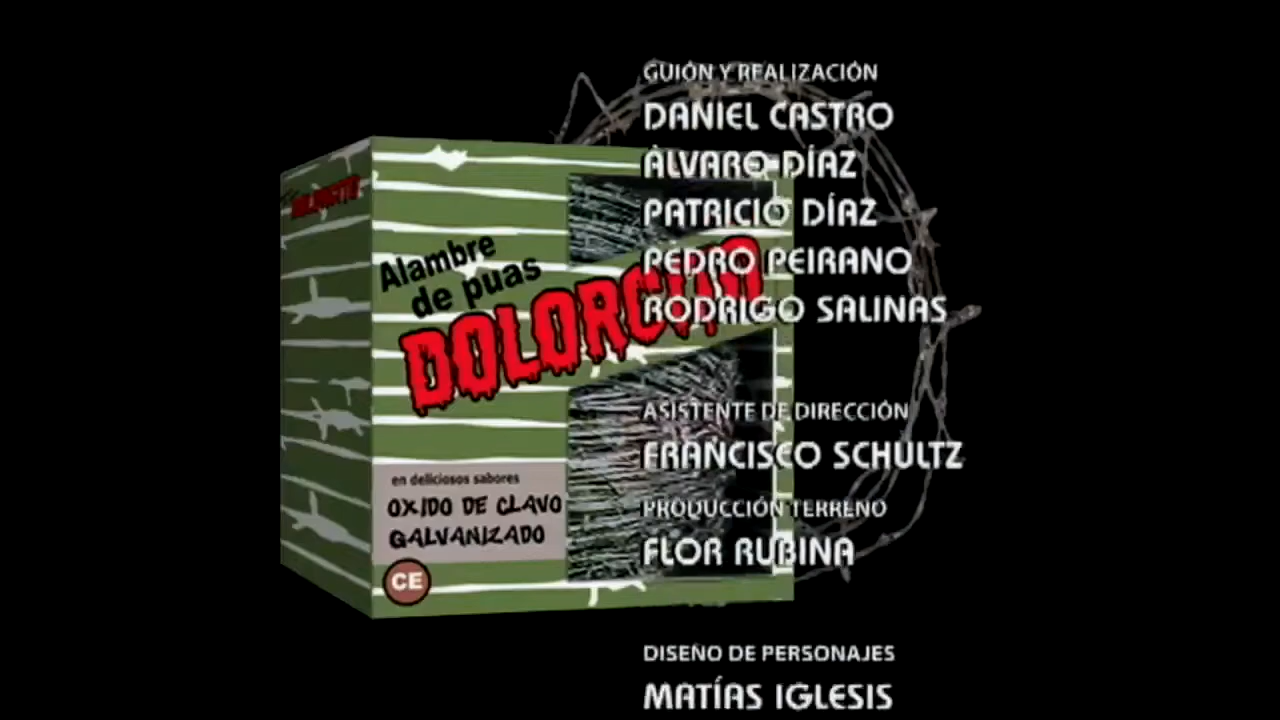 GUIÓN Y REALIZACIÓN
DANIEL CASTRO
ÁLVARO DÍAZ
PATRICIO DÍAZ
PEDRO PEIRANO
RODRIGO SALINAS
ASISTENTE DE DIRECCIÓN
FRANCISCO SCHULTZ
PRODUCCIÓN TERRENO
FLOR RUBINA
DISEÑO DE PERSONAJES
MATÍAS IGLESIS
Alambre
de puas
DOLORCITO
en deliciosos sabores
OXIDO DE CLAVO
GALVANIZADO
CE
DOLORCITO